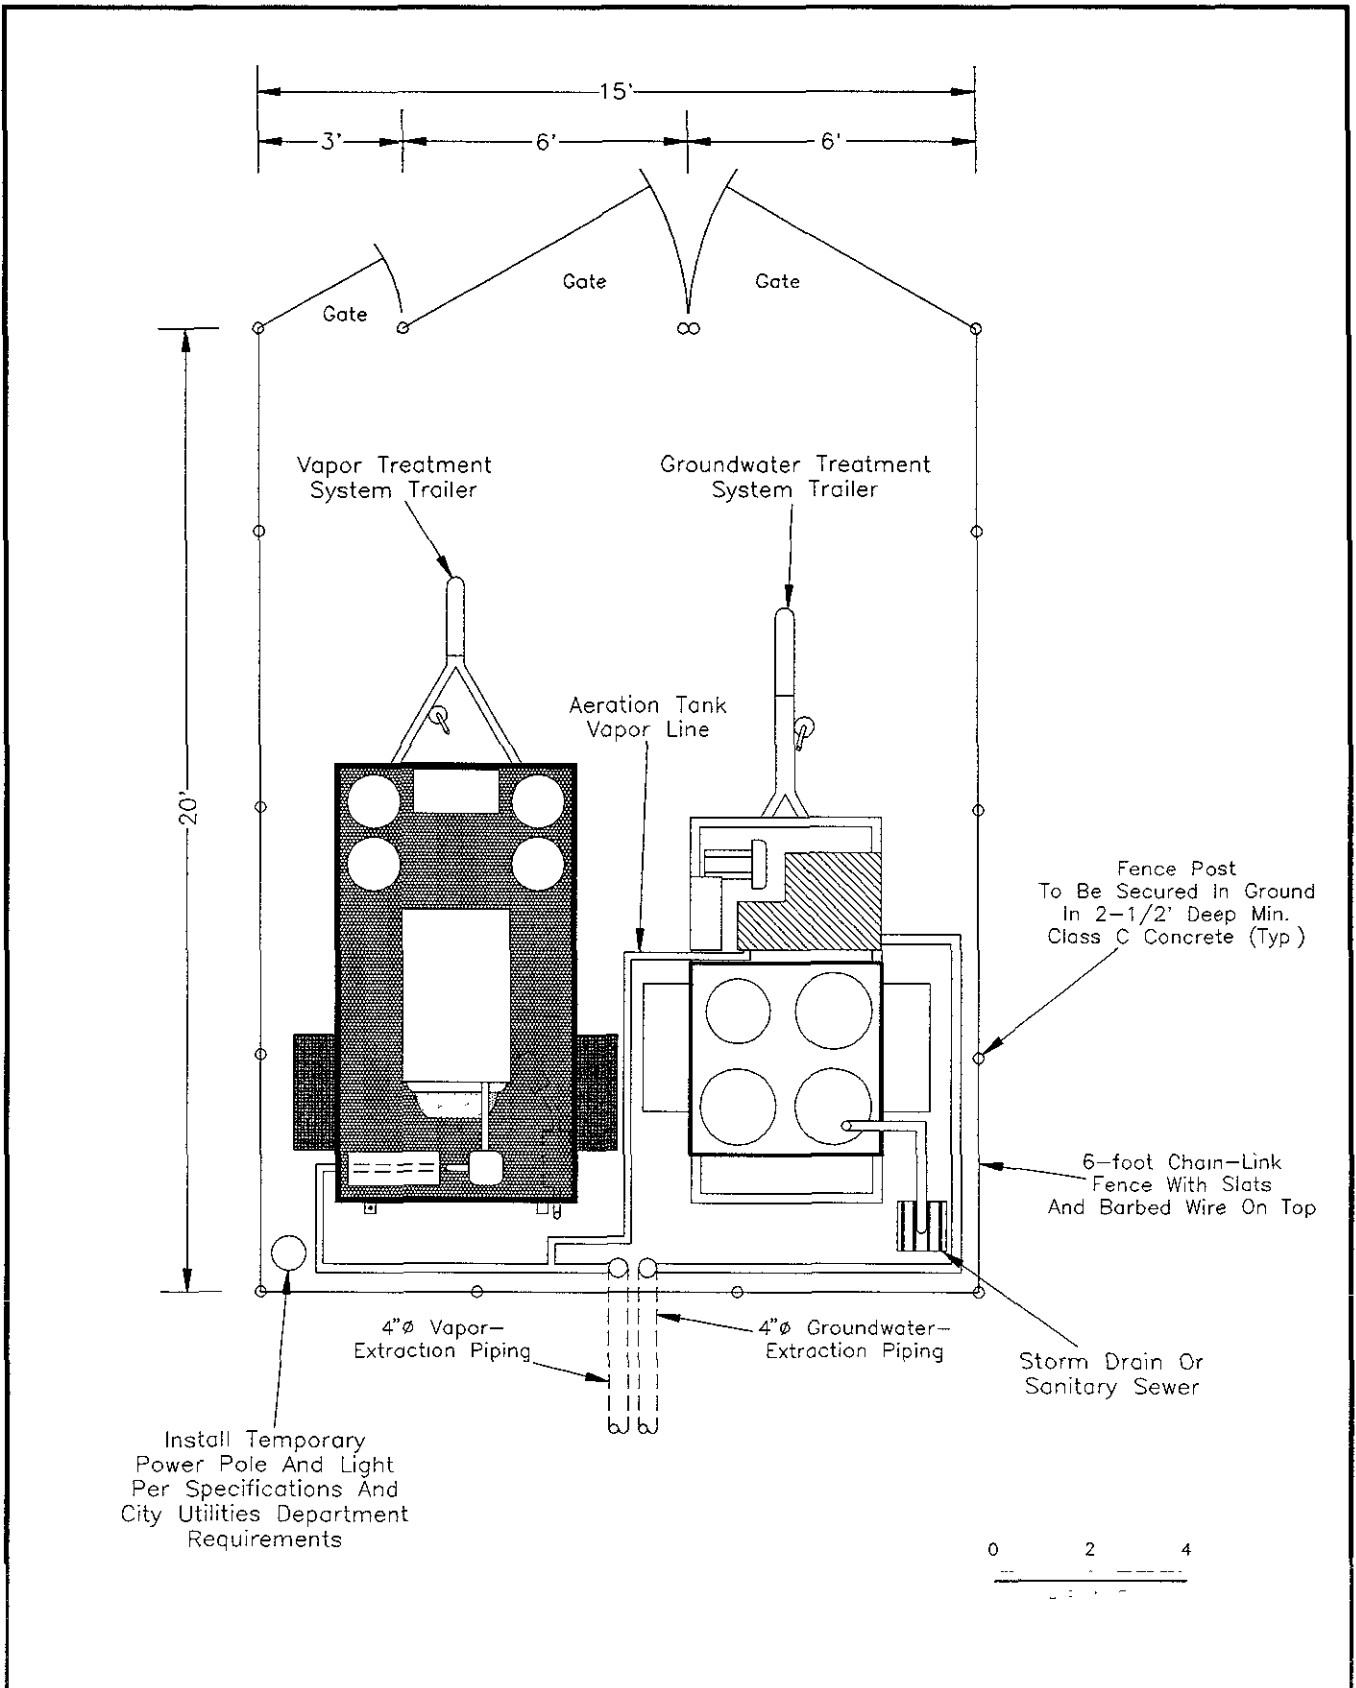 15'
3'
6'
6'
Gate
Gate
Gate
20'
Vapor Treatment
System Trailer
Groundwater Treatment
System Trailer
Aeration Tank
Vapor Line
Fence Post
To Be Secured In Ground
In 2-1/2' Deep Min.
Class C Concrete (Typ)
6-foot Chain-Link
Fence With Slats
And Barbed Wire On Top
4"ø Vapor-
Extraction Piping
4"ø Groundwater-
Extraction Piping
Storm Drain Or
Sanitary Sewer
Install Temporary
Power Pole And Light
Per Specifications And
City Utilities Department
Requirements
0 2 4